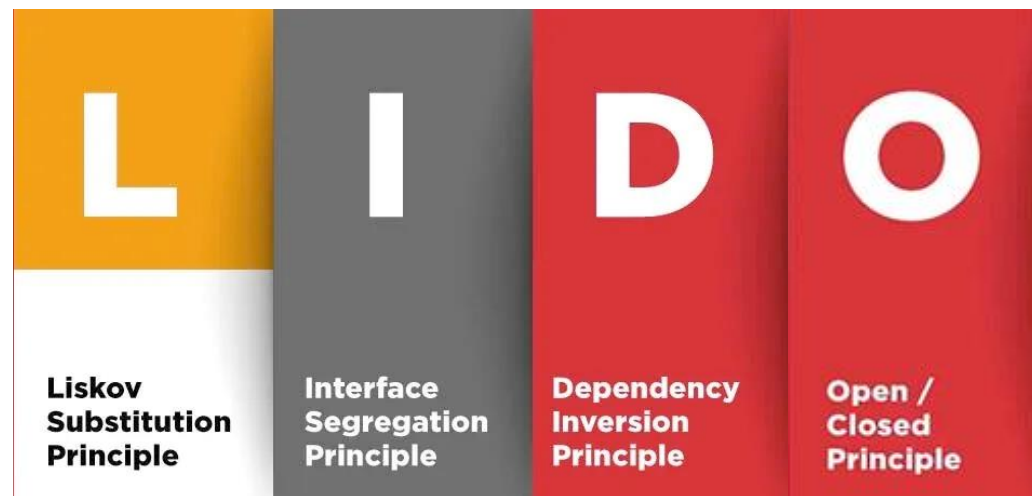 L
Liskov
Substitution
Principle
I
Interface
Segregation
Principle
D
Dependency
Inversion
Principle
O
Open /
Closed
Principle